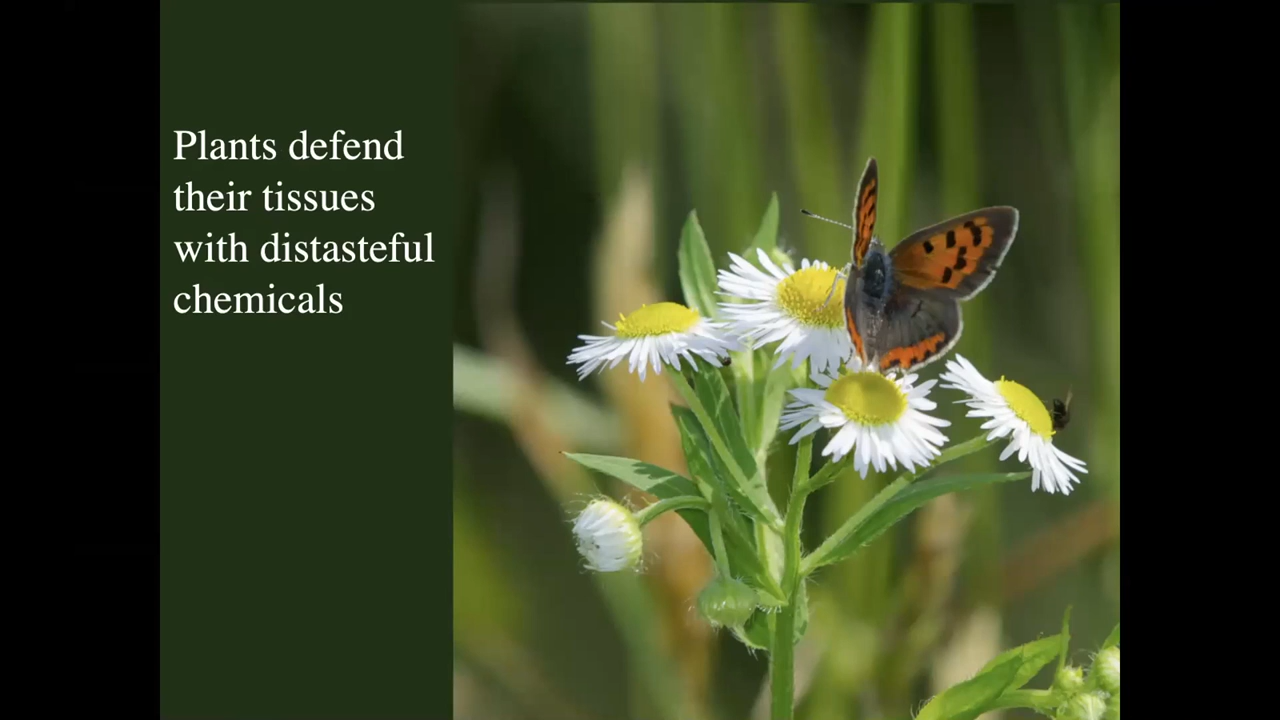 Plants defend
their tissues
with distasteful
chemicals